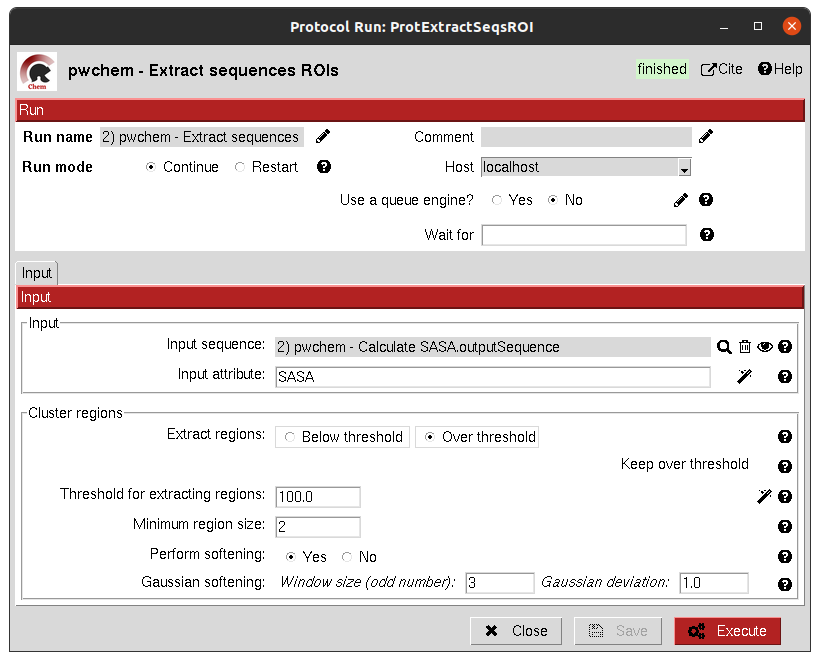 Protocol Run: ProtExtractSeqsROI
Chem
pwchem - Extract sequences ROIs
finished Cite Help
Run
Run name 2) pwchem - Extract sequences Comment
Run mode Continue Restart Host localhost
Use a queue engine? Yes No
Wait for
Input
Input
Input
Input sequence: 2) pwchem - Calculate SASA.outputSequence
Input attribute: SASA
Cluster regions
Extract regions: Below threshold Over threshold
Keep over threshold
Threshold for extracting regions: 100.0
Minimum region size: 2
Perform softening: Yes No
Gaussian softening: Window size (odd number): 3 Gaussian deviation: 1.0
Close Save Execute